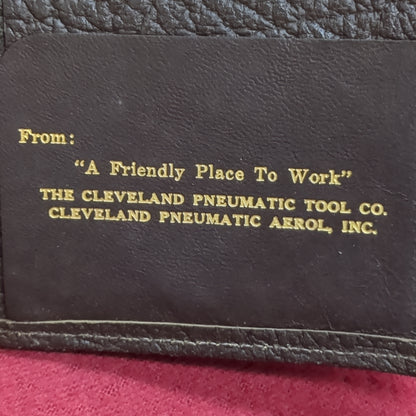 From:
"A Friendly Place To Work"
THE CLEVELAND PNEUMATIC TOOL CO.
CLEVELAND PNEUMATIC AEROL, INC.